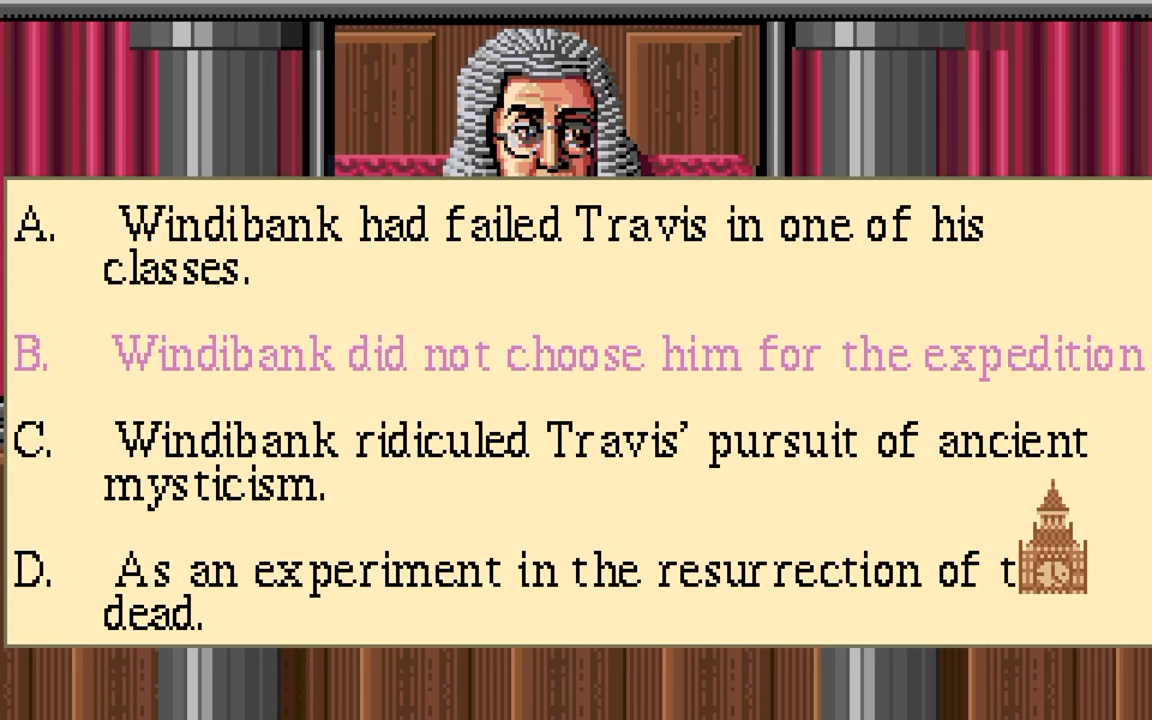 A. Windibank had failed Travis in one of his
classes.
B. Windibank did not choose him for the expedition
C. Windibank ridiculed Travis' pursuit of ancient
mysticism.
D. As an experiment in the resurrection of
dead.